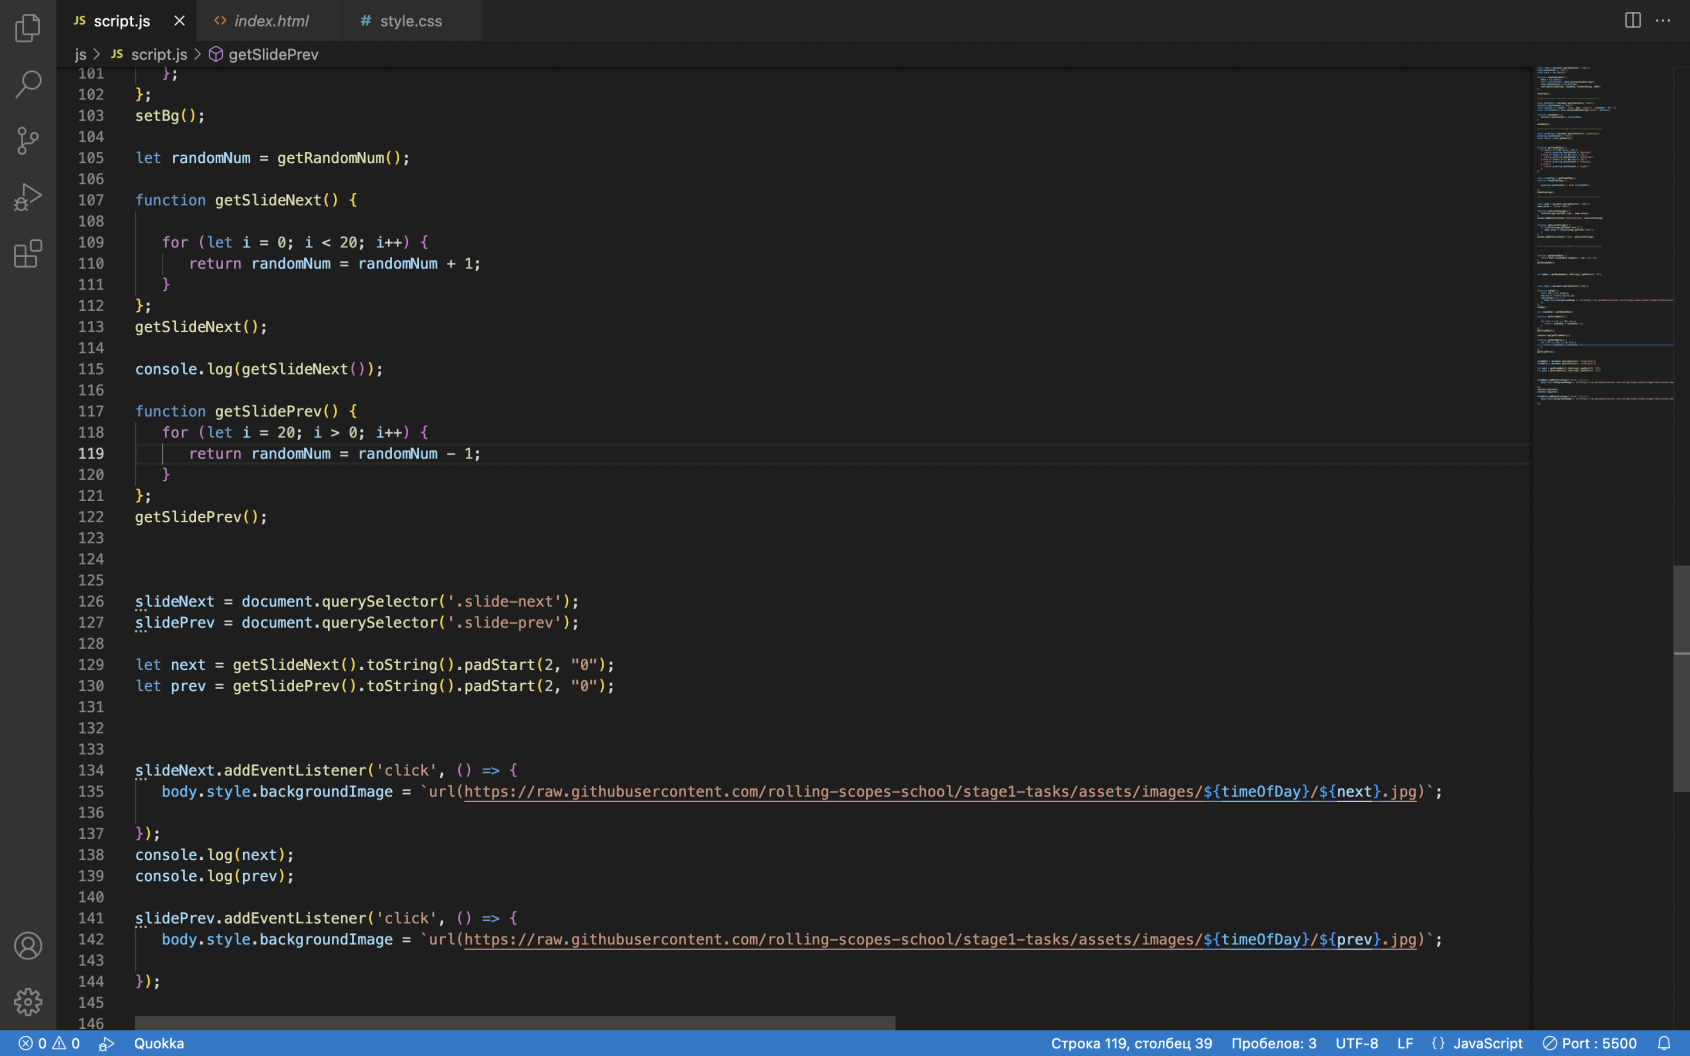 JS script.js × <> index.html # style.css
js > JS script.js > getSlidePrev
101 };
102 };
103 setBg();
104
105 let randomNum = getRandomNum();
106
107 function getSlideNext() {
108
109 for (let i = 0; i < 20; i++) {
110 return randomNum = randomNum + 1;
111 }
112 };
113 getSlideNext();
114
115 console.log(getSlideNext());
116
117 function getSlidePrev() {
118 for (let i = 20; i > 0; i++) {
119 return randomNum = randomNum - 1;
120 }
121 };
122 getSlidePrev();
123
124
125
126 slideNext = document.querySelector('.slide-next');
127 slidePrev = document.querySelector('.slide-prev');
128
129 let next = getSlideNext().toString().padStart(2, "0");
130 let prev = getSlidePrev().toString().padStart(2, "0");
131
132
133
134 slideNext.addEventListener('click', () => {
135 body.style.backgroundImage = `url(https://raw.githubusercontent.com/rolling-scopes-school/stage1-tasks/assets/images/${timeOfDay}/${next}.jpg)`;
136
137 });
138 console.log(next);
139 console.log(prev);
140
141 slidePrev.addEventListener('click', () => {
142 body.style.backgroundImage = `url(https://raw.githubusercontent.com/rolling-scopes-school/stage1-tasks/assets/images/${timeOfDay}/${prev}.jpg)`;
143
144 });
145
146
0 0 Quokka Строка 119, столбец 39 Пробелов: 3 UTF-8 LF {} JavaScript Port : 5500